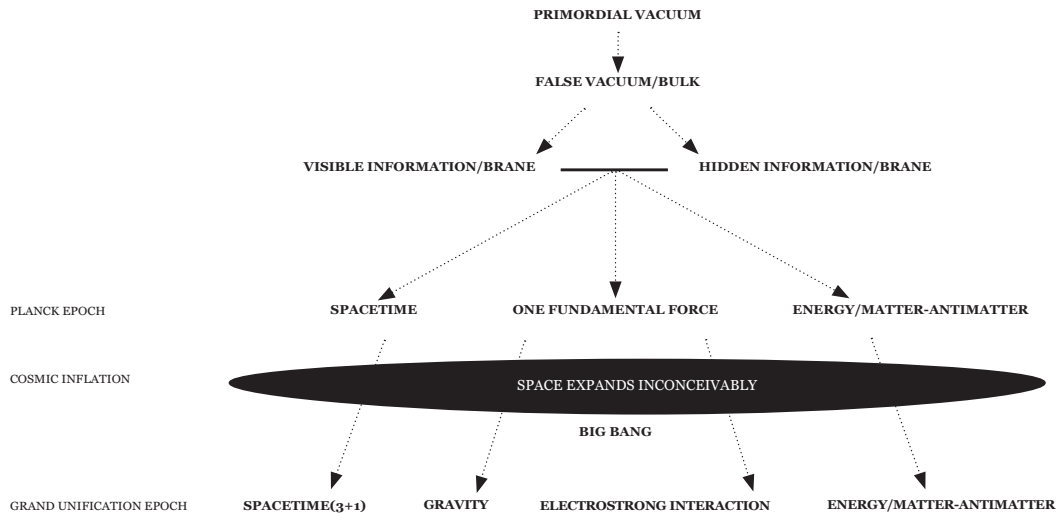 PRIMORDIAL VACUUM
FALSE VACUUM/BULK
VISIBLE INFORMATION/BRANE
HIDDEN INFORMATION/BRANE
PLANCK EPOCH
SPACETIME
ONE FUNDAMENTAL FORCE
ENERGY/MATTER-ANTIMATTER
COSMIC INFLATION
SPACE EXPANDS INCONCEIVABLY
BIG BANG
GRAND UNIFICATION EPOCH
SPACETIME(3+1)
GRAVITY
ELECTROSTRONG INTERACTION
ENERGY/MATTER-ANTIMATTER